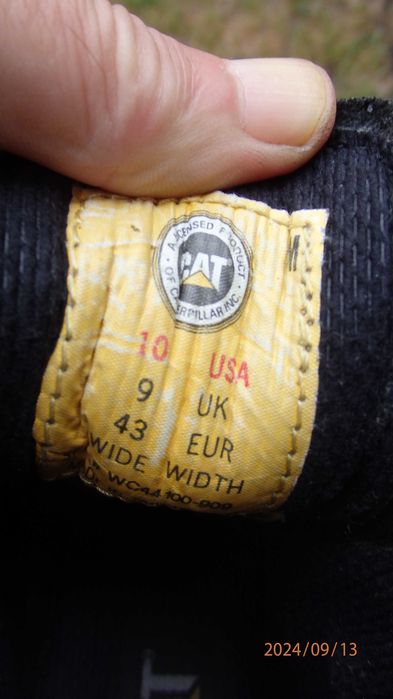 A LICENSED PRODUCT
CAT
OF CATERPILLAR INC.
10 USA
9 UK
43 EUR
WIDE WIDTH
2024/09/13